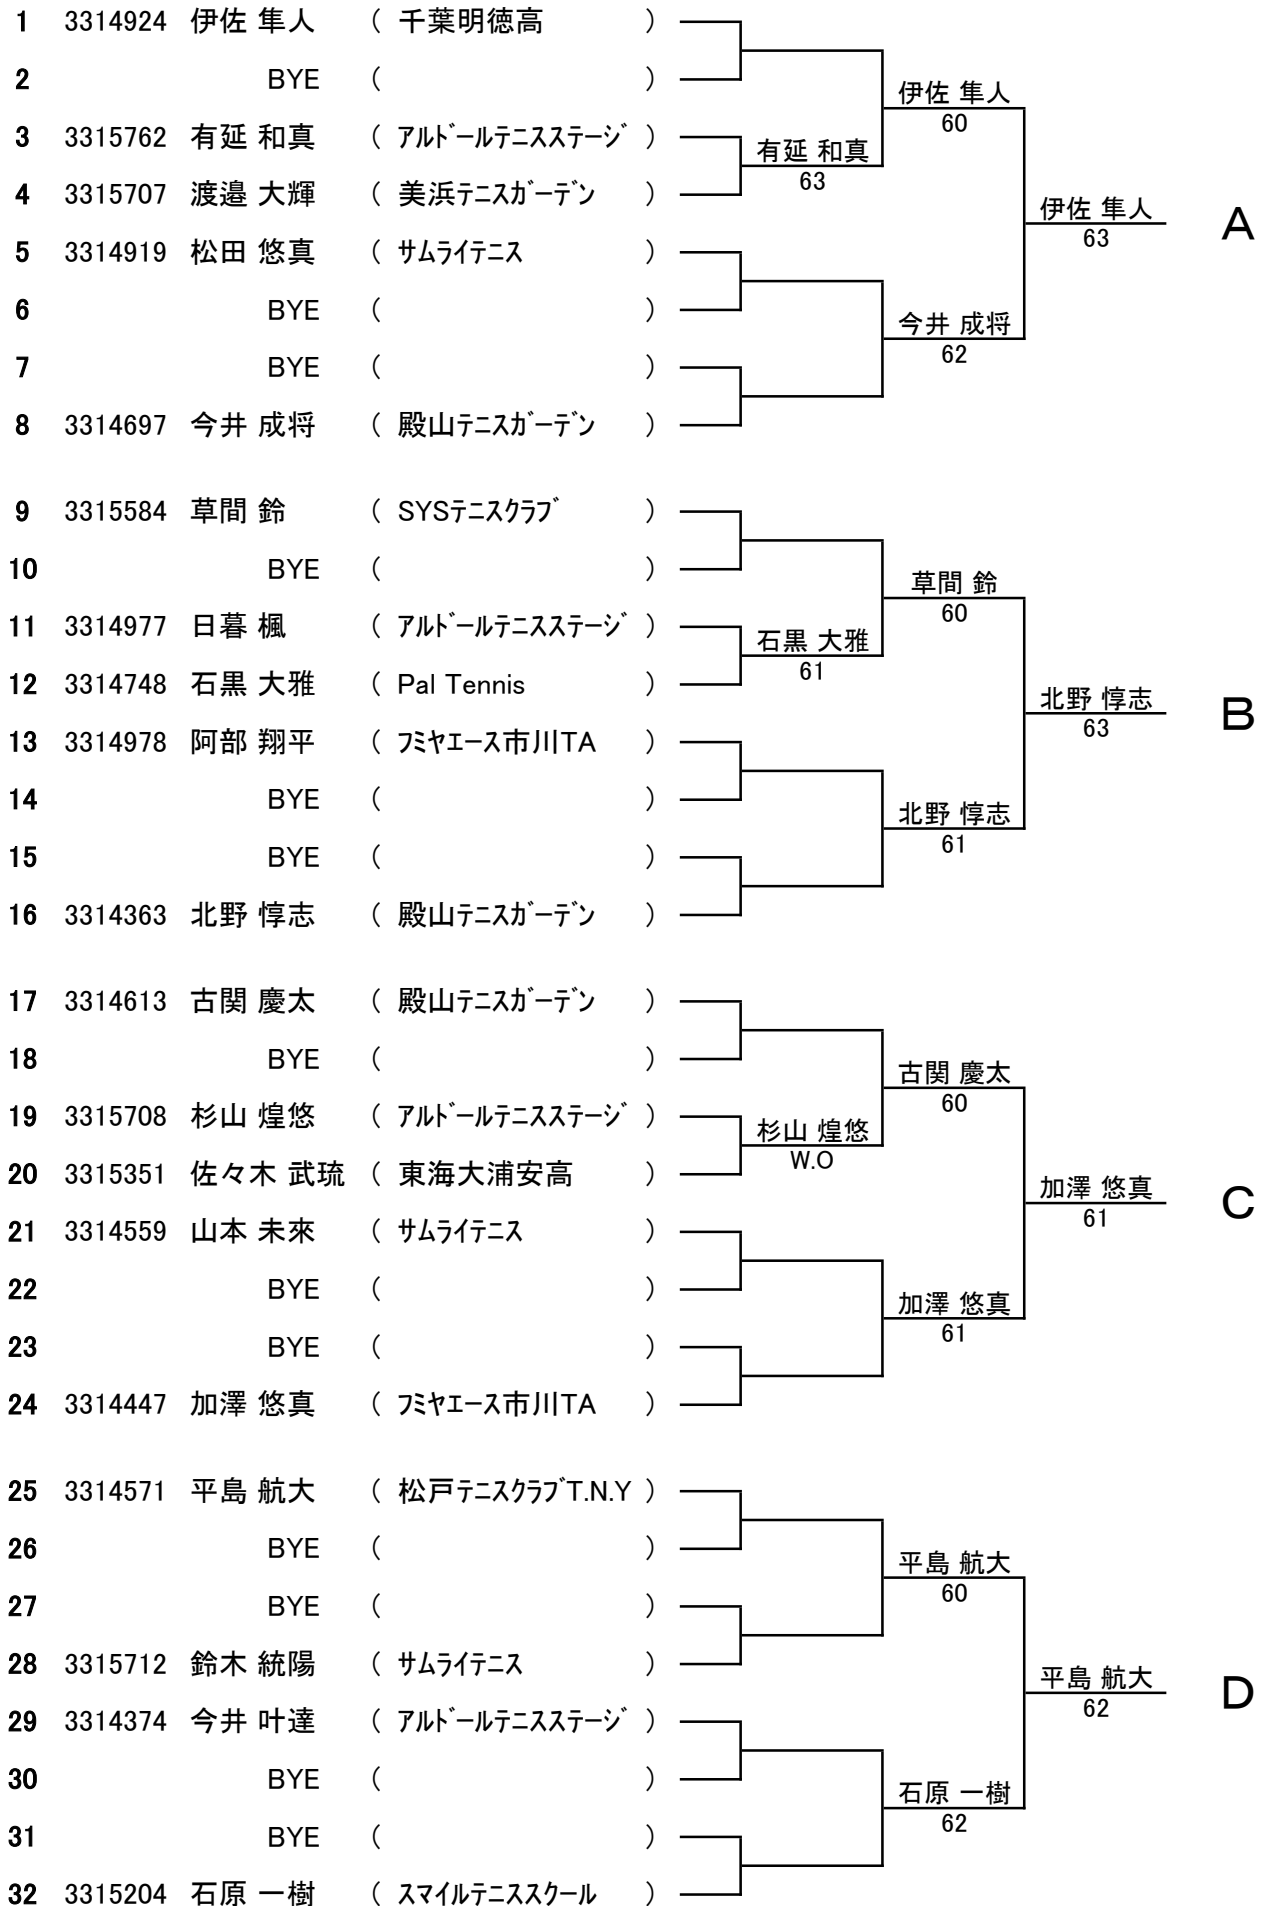 1 3314924 伊佐 隼人 ( 千葉明徳高 )
2 BYE ( )
伊佐 隼人
60
3 3315762 有延 和真 ( アルドールテニスステージ )
有延 和真
63
4 3315707 渡邉 大輝 ( 美浜テニスガーデン )
伊佐 隼人
63
A
5 3314919 松田 悠真 ( サムライテニス )
6 BYE ( )
今井 成将
62
7 BYE ( )
8 3314697 今井 成将 ( 殿山テニスガーデン )
9 3315584 草間 鈴 ( SYSテニスクラブ )
10 BYE ( )
草間 鈴
60
11 3314977 日暮 楓 ( アルドールテニスステージ )
石黒 大雅
61
12 3314748 石黒 大雅 ( Pal Tennis )
北野 惇志
63
B
13 3314978 阿部 翔平 ( フミヤエース市川TA )
14 BYE ( )
北野 惇志
61
15 BYE ( )
16 3314363 北野 惇志 ( 殿山テニスガーデン )
17 3314613 古関 慶太 ( 殿山テニスガーデン )
18 BYE ( )
古関 慶太
60
19 3315708 杉山 煌悠 ( アルドールテニスステージ )
杉山 煌悠
W.O
20 3315351 佐々木 武琉 ( 東海大浦安高 )
加澤 悠真
61
C
21 3314559 山本 未來 ( サムライテニス )
22 BYE ( )
加澤 悠真
61
23 BYE ( )
24 3314447 加澤 悠真 ( フミヤエース市川TA )
25 3314571 平島 航大 ( 松戸テニスクラブT.N.Y )
26 BYE ( )
平島 航大
60
27 BYE ( )
28 3315712 鈴木 統陽 ( サムライテニス )
平島 航大
62
D
29 3314374 今井 叶達 ( アルドールテニスステージ )
30 BYE ( )
石原 一樹
62
31 BYE ( )
32 3315204 石原 一樹 ( スマイルテニススクール )